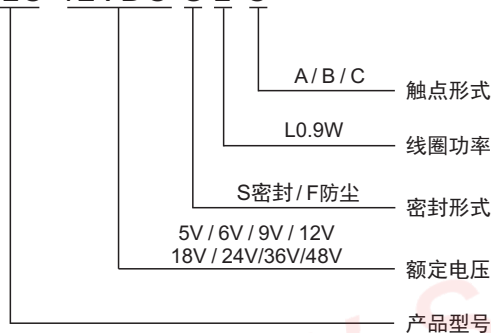 A/B/C
触点形式
L0.9W
线圈功率
S密封/F防尘
密封形式
5V/6V/9V/12V
18V/24V/36V/48V
额定电压
产品型号